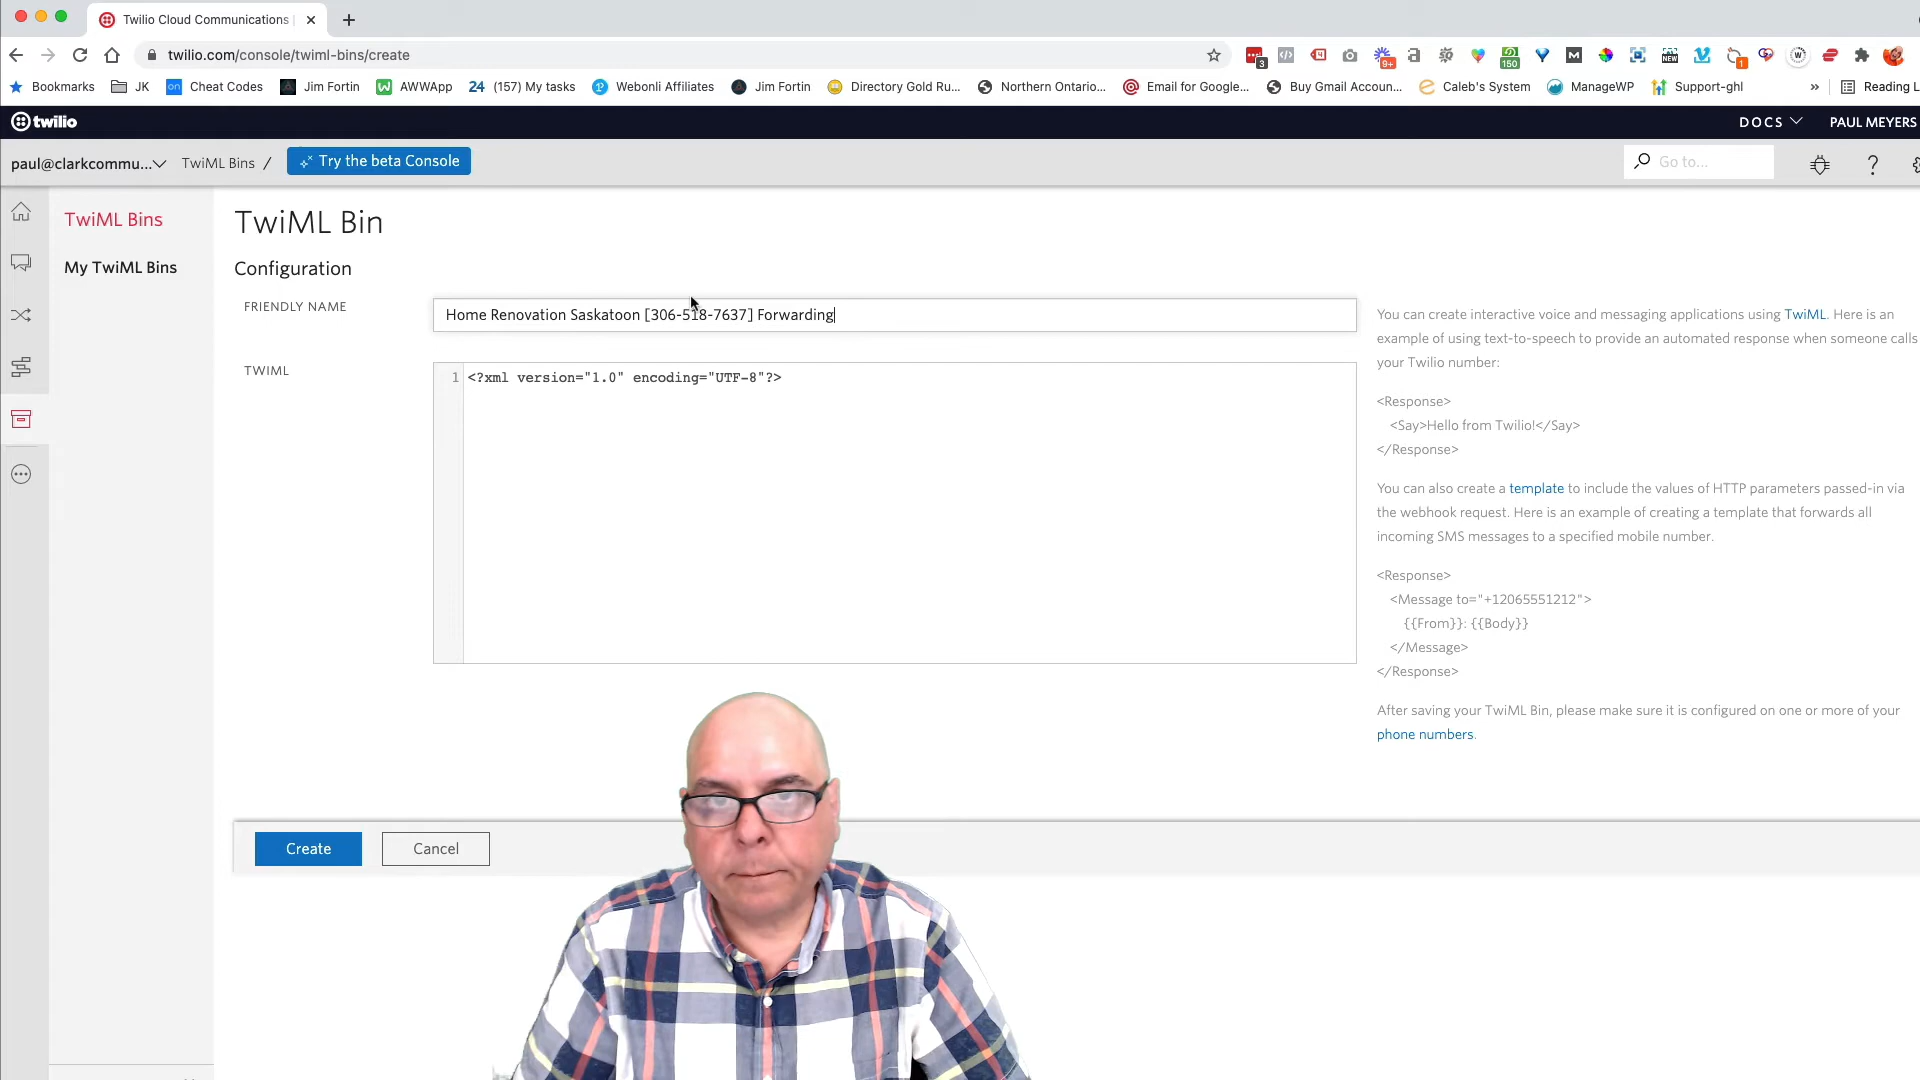 Twilio Cloud Communications
twilio.com/console/twiml-bins/create
3
9+
150
NEW
1
Bookmarks
JK
on
Cheat Codes
Jim Fortin
AWWApp
24
(157) My tasks
Webonli Affiliates
Jim Fortin
Directory Gold Ru...
Northern Ontario...
Email for Google...
Buy Gmail Accoun...
Caleb's System
ManageWP
Support-ghl
»
Reading L
twilio
DOCS
PAUL MEYERS
paul@clarkcommu...
TwiML Bins /
Try the beta Console
Go to...
?
TwiML Bins
My TwiML Bins
TwiML Bin
Configuration
FRIENDLY NAME
Home Renovation Saskatoon [306-518-7637] Forwarding
TWIML
1
<?xml version="1.0" encoding="UTF-8"?>
You can create interactive voice and messaging applications using TwiML. Here is an
example of using text-to-speech to provide an automated response when someone calls
your Twilio number:
<Response>
<Say>Hello from Twilio!</Say>
</Response>
You can also create a template to include the values of HTTP parameters passed-in via
the webhook request. Here is an example of creating a template that forwards all
incoming SMS messages to a specified mobile number.
<Response>
<Message to="+12065551212">
{{From}}: {{Body}}
</Message>
</Response>
After saving your TwiML Bin, please make sure it is configured on one or more of your
phone numbers.
Create
Cancel